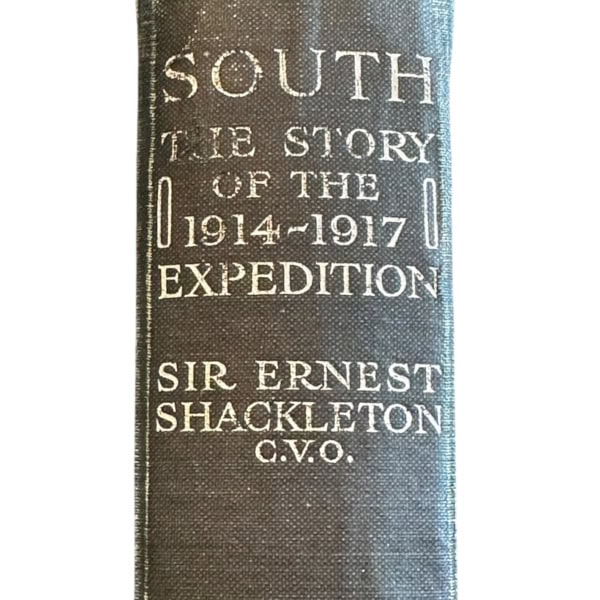 SOUTH
THE STORY
OF THE
1914-1917
EXPEDITION
SIR ERNEST
SHACKLETON
C.V.O.